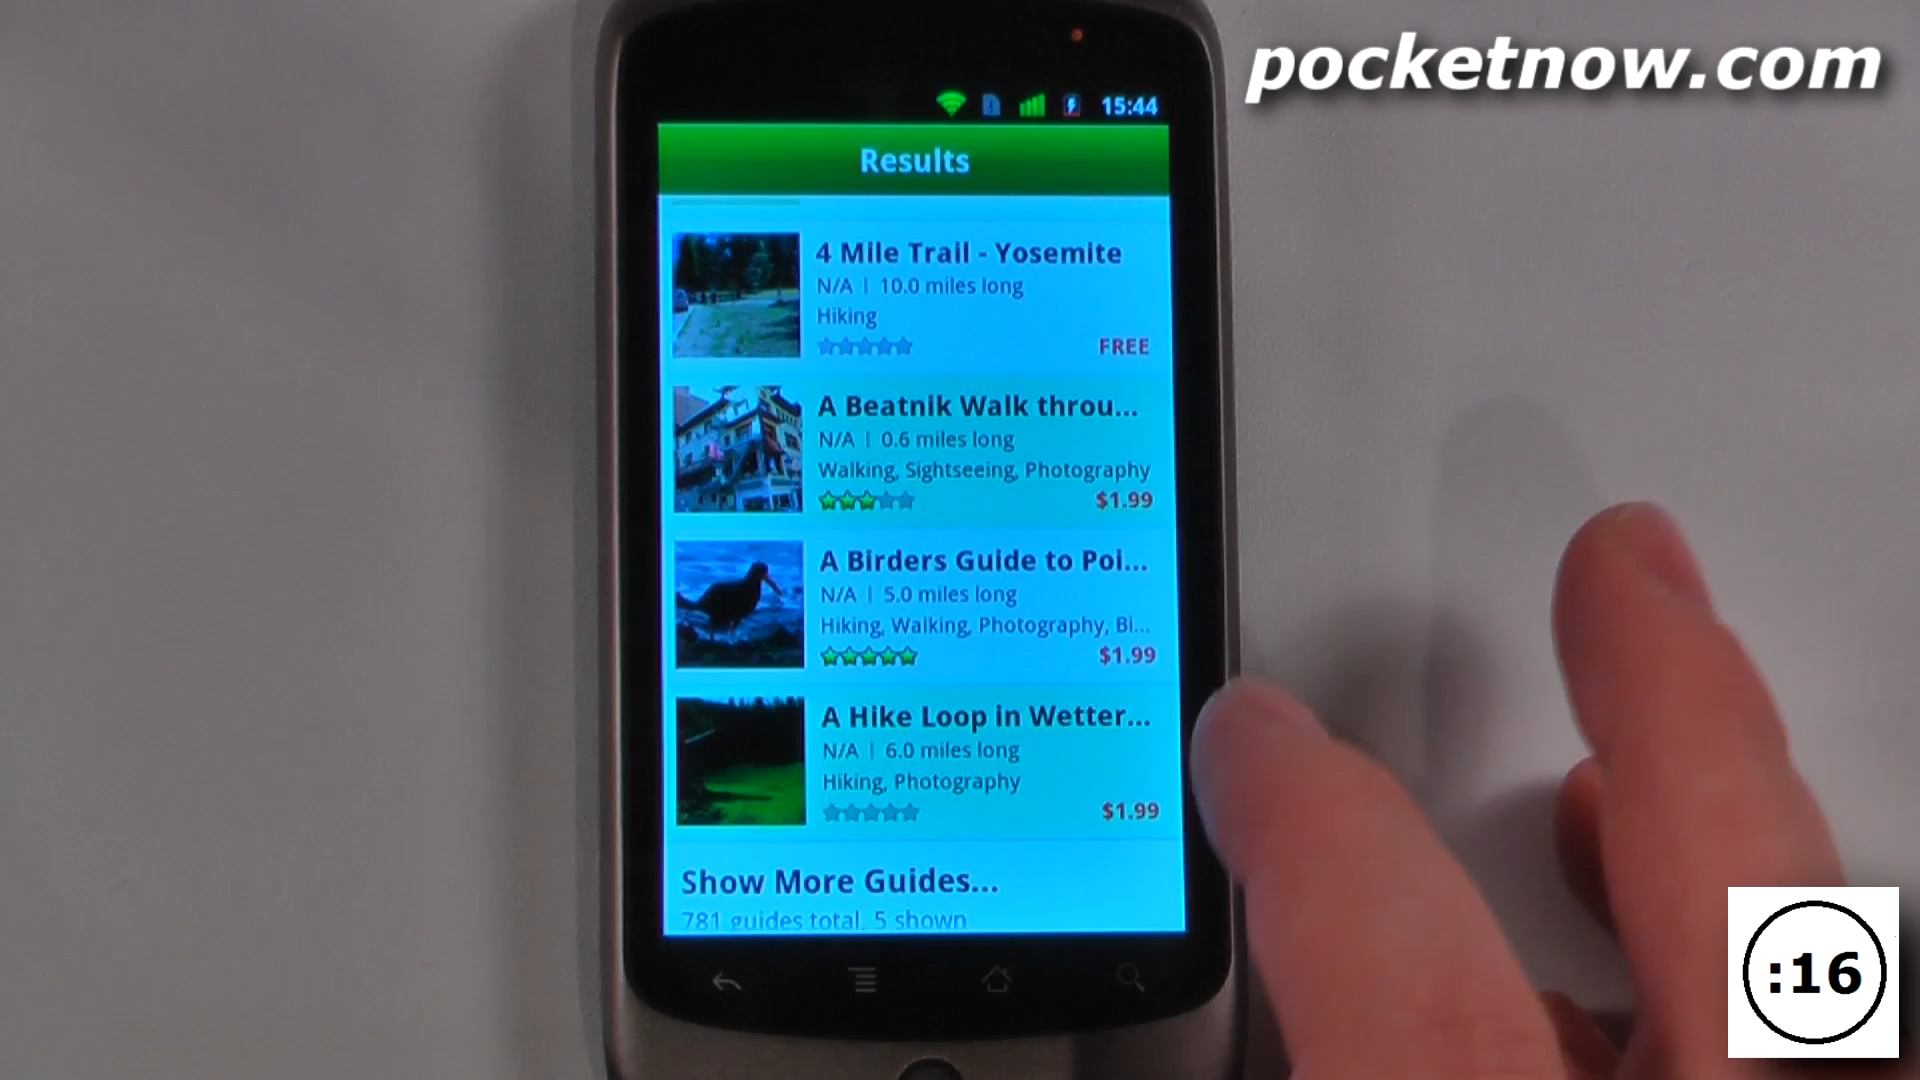 pocketnow.com
15:44
Results
4 Mile Trail - Yosemite
N/A | 10.0 miles long
Hiking
FREE
A Beatnik Walk throu...
N/A | 0.6 miles long
Walking, Sightseeing, Photography
$1.99
A Birders Guide to Poi...
N/A | 5.0 miles long
Hiking, Walking, Photography, Bi...
$1.99
A Hike Loop in Wetter...
N/A | 6.0 miles long
Hiking, Photography
$1.99
Show More Guides...
781 guides total, 5 shown
:16